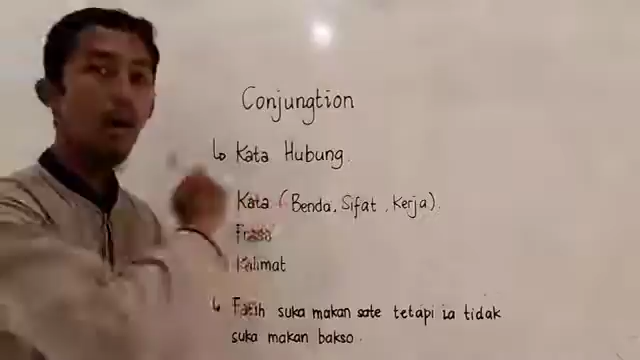 Conjungtion
↳ Kata Hubung.
Kata (Benda, Sifat, Kerja).
Frasa
Kalimat
↳ Fatih suka makan sate tetapi ia tidak
suka makan bakso.